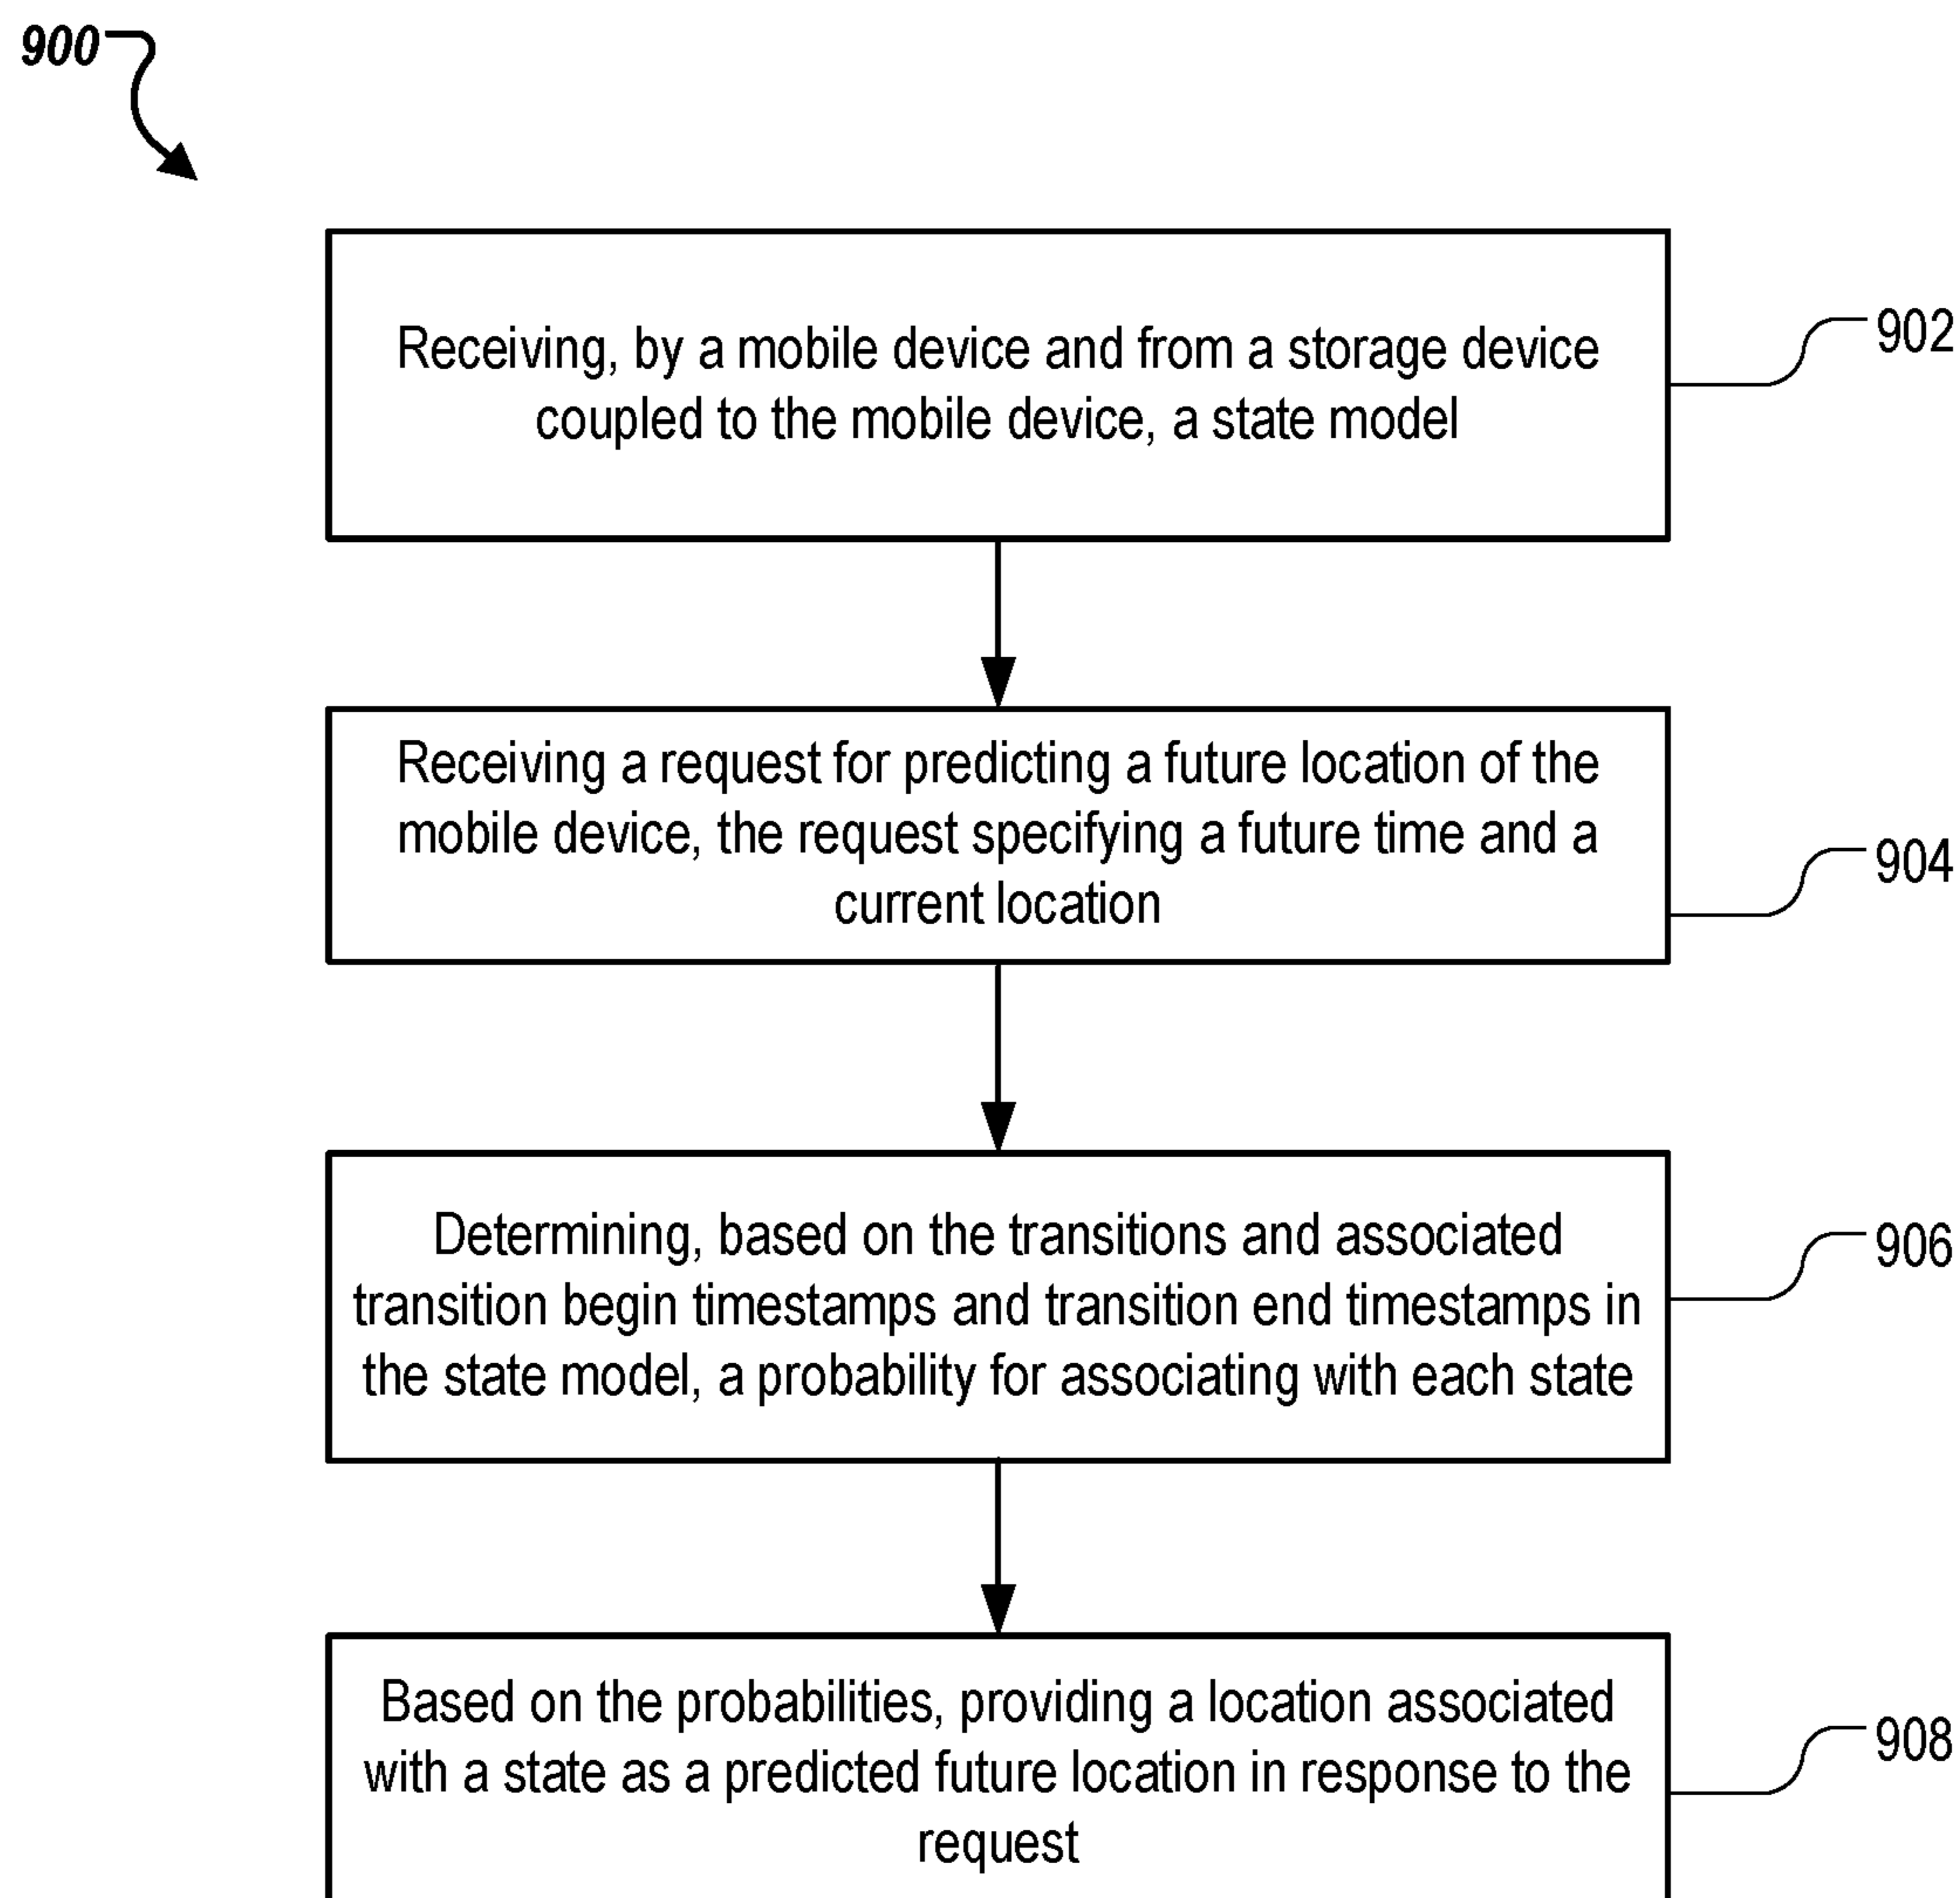 900
Receiving, by a mobile device and from a storage device
coupled to the mobile device, a state model
902
Receiving a request for predicting a future location of the
mobile device, the request specifying a future time and a
current location
904
Determining, based on the transitions and associated
transition begin timestamps and transition end timestamps in
the state model, a probability for associating with each state
906
Based on the probabilities, providing a location associated
with a state as a predicted future location in response to the
request
908